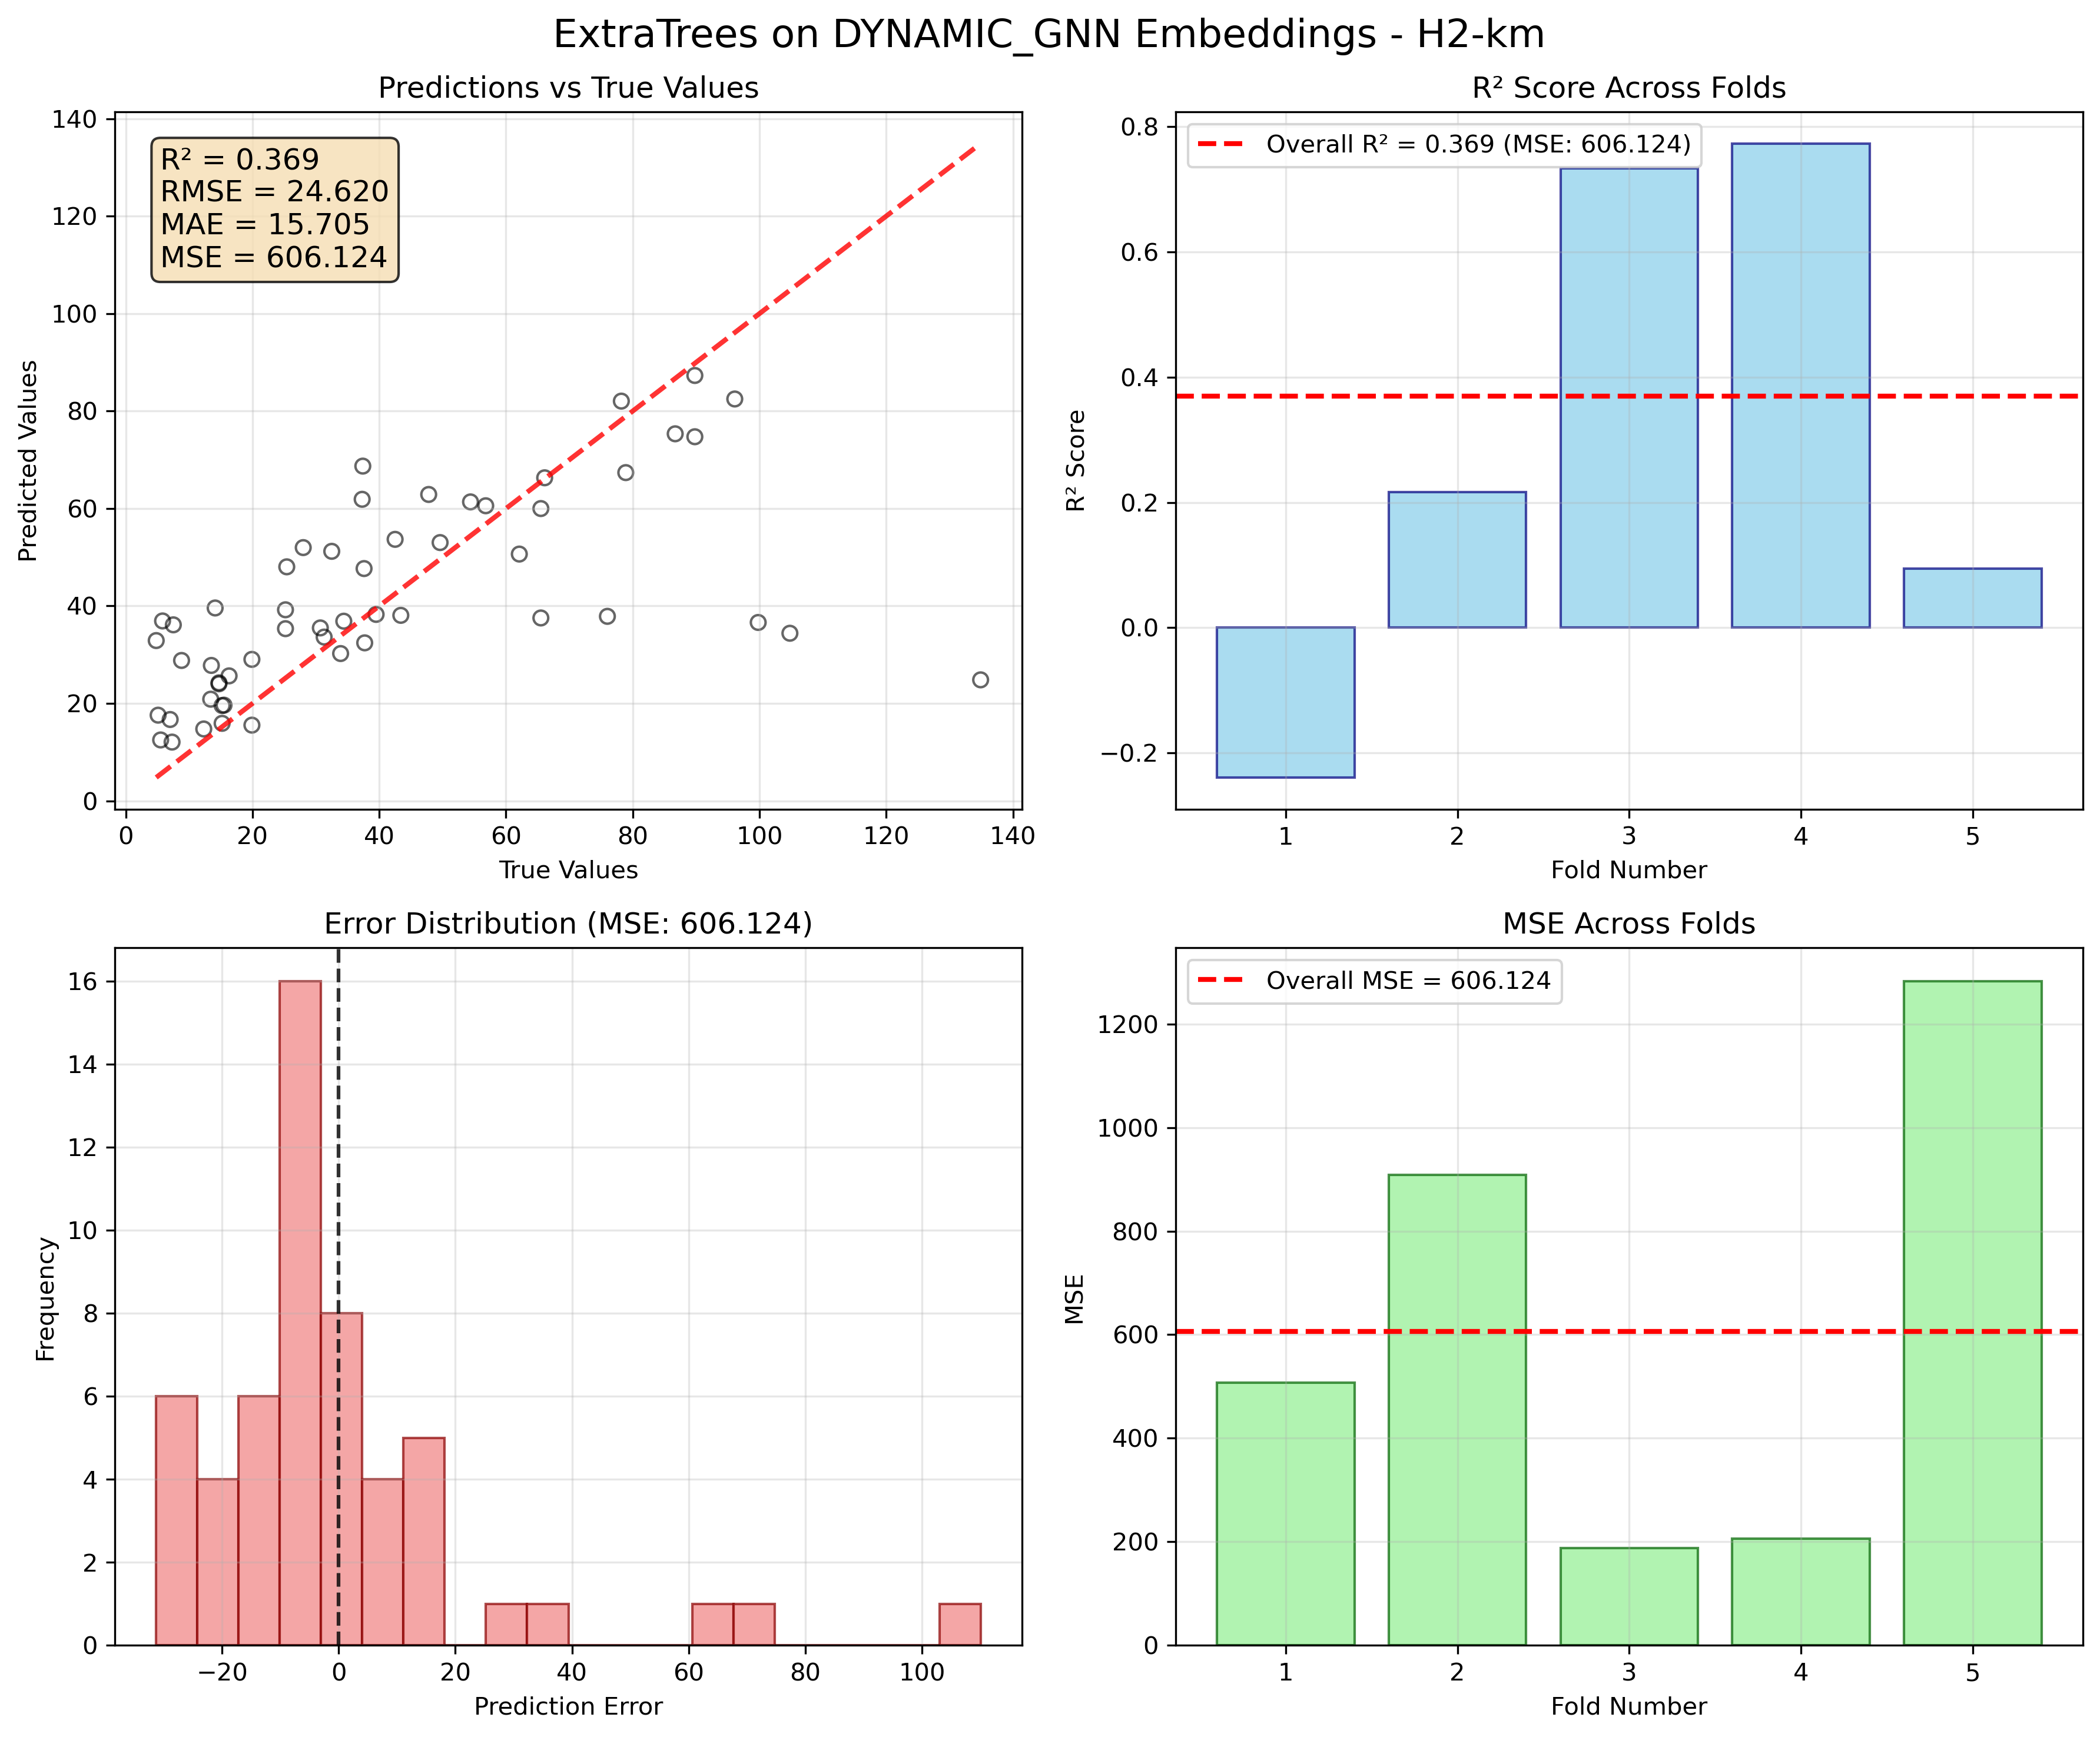 ExtraTrees on DYNAMIC_GNN Embeddings - H2-km
Predictions vs True Values
R² = 0.369
RMSE = 24.620
MAE = 15.705
MSE = 606.124
140
120
100
80
60
40
20
0
Predicted Values
0 20 40 60 80 100 120 140
True Values
R² Score Across Folds
Overall R² = 0.369 (MSE: 606.124)
0.8
0.6
0.4
0.2
0.0
−0.2
R² Score
1 2 3 4 5
Fold Number
Error Distribution (MSE: 606.124)
16
14
12
10
8
6
4
2
0
Frequency
−20 0 20 40 60 80 100
Prediction Error
MSE Across Folds
Overall MSE = 606.124
1200
1000
800
600
400
200
0
MSE
1 2 3 4 5
Fold Number